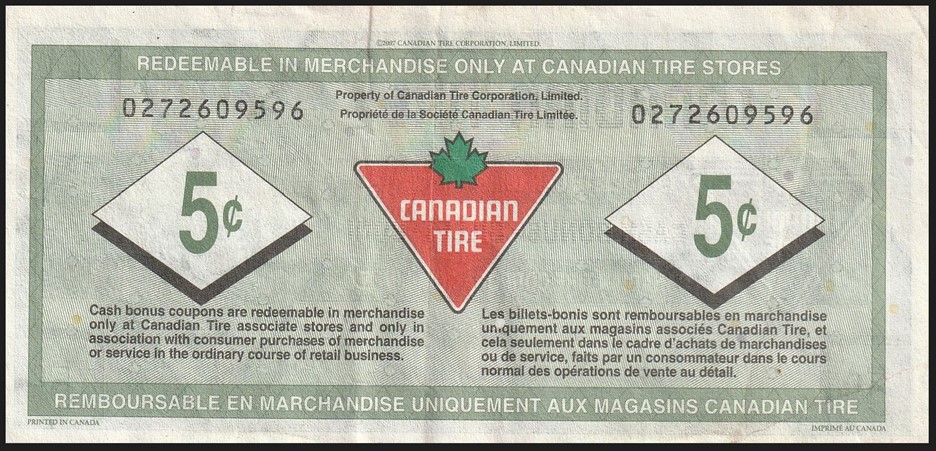 ©2007 CANADIAN TIRE CORPORATION, LIMITED.
REDEEMABLE IN MERCHANDISE ONLY AT CANADIAN TIRE STORES
Property of Canadian Tire Corporation, Limited.
Propriété de la Société Canadian Tire Limitée.
0272609596
0272609596
5¢
CANADIAN
TIRE
5¢
Cash bonus coupons are redeemable in merchandise
only at Canadian Tire associate stores and only in
association with consumer purchases of merchandise
or service in the ordinary course of retail business.
Les billets-bonis sont remboursables en marchandise
uniquement aux magasins associés Canadian Tire, et
cela seulement dans le cadre d'achats de marchandises
ou de service, faits par un consommateur dans le cours
normal des opérations de vente au détail.
REMBOURSABLE EN MARCHANDISE UNIQUEMENT AUX MAGASINS CANADIAN TIRE
PRINTED IN CANADA
IMPRIMÉ AU CANADA